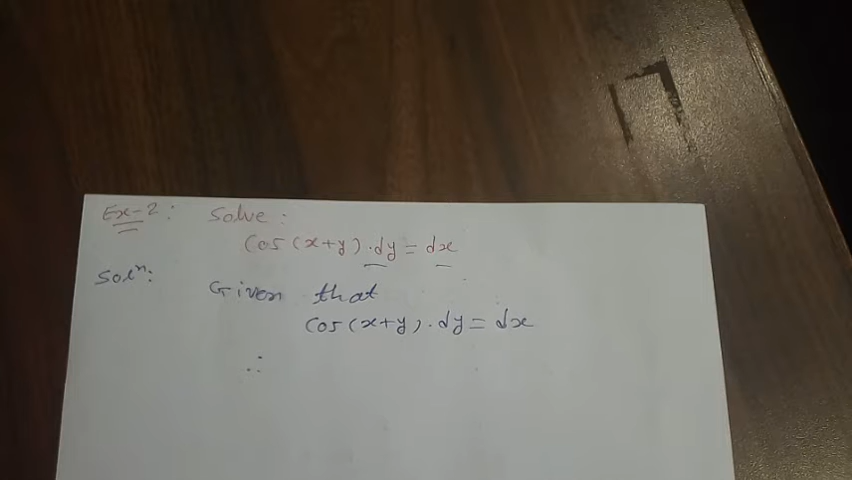 Ex-2: Solve:
cos(x+y).dy = dx
Solⁿ: Given that
cos(x+y).dy = dx
∴